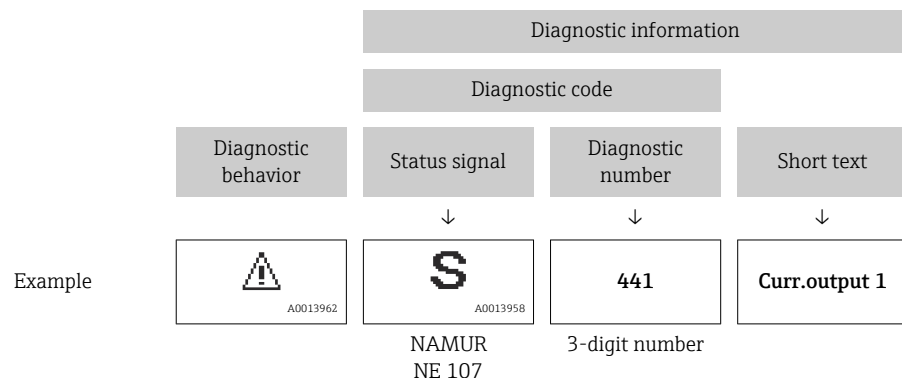 Diagnostic information
Diagnostic code
Diagnostic
behavior
Status signal
Diagnostic
number
Short text
↓ ↓ ↓
Example
A0013962
S
A0013958
441
Curr.output 1
NAMUR
NE 107
3-digit number